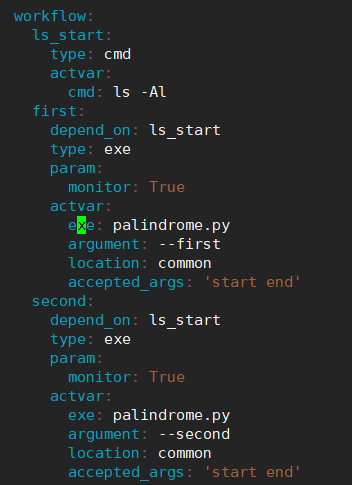 workflow:
  ls_start:
    type: cmd
    actvar:
      cmd: ls -Al
  first:
    depend_on: ls_start
    type: exe
    param:
      monitor: True
    actvar:
      exe: palindrome.py
      argument: --first
      location: common
      accepted_args: 'start end'
  second:
    depend_on: ls_start
    type: exe
    param:
      monitor: True
    actvar:
      exe: palindrome.py
      argument: --second
      location: common
      accepted_args: 'start end'